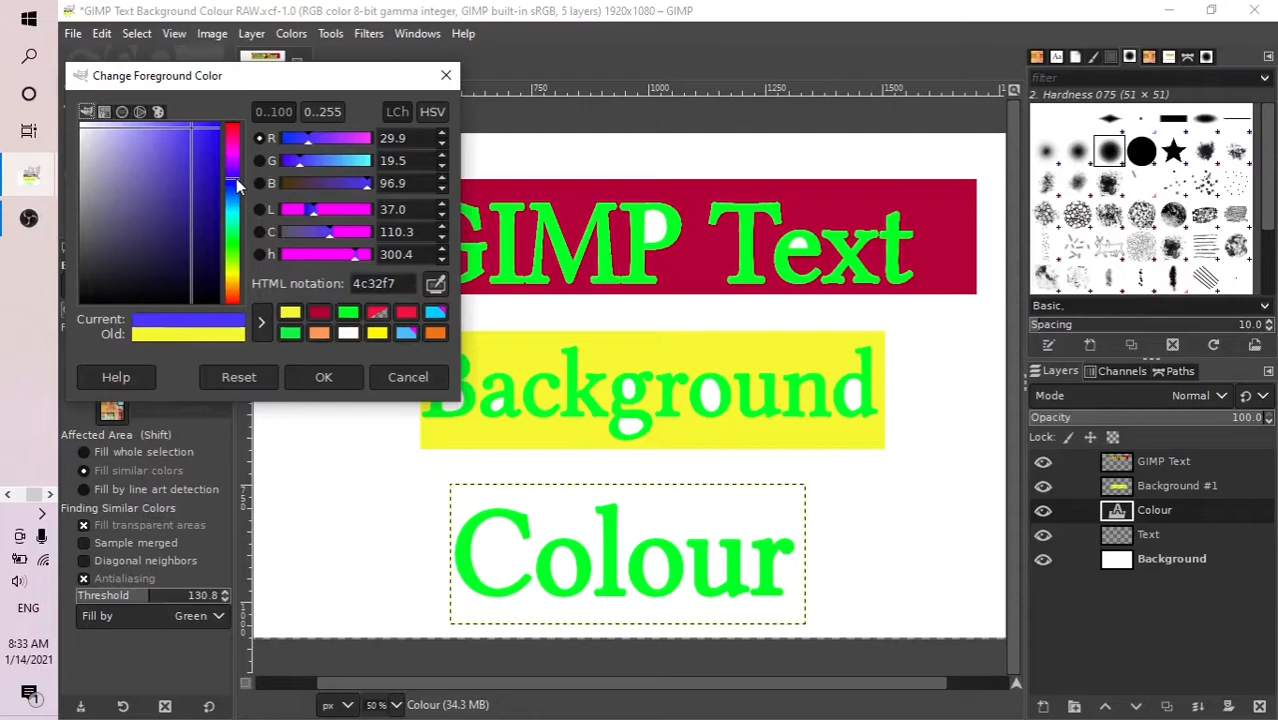 *GIMP Text Background Colour RAW.xcf-1.0 (RGB color 8-bit gamma integer, GIMP built-in sRGB, 5 layers) 1920x1080 – GIMP
File Edit Select View Image Layer Colors Tools Filters Windows Help
Change Foreground Color
0..100 0..255 LCh HSV
R 29.9
G 19.5
B 96.9
L 37.0
C 110.3
h 300.4
HTML notation: 4c32f7
Current:
Old:
Help Reset OK Cancel
Affected Area (Shift)
Fill whole selection
Fill similar colors
Fill by line art detection
Finding Similar Colors
Fill transparent areas
Sample merged
Diagonal neighbors
Antialiasing
Threshold 130.8
Fill by Green
750 1000 1250 1500
GIMP Text
Background
Colour
px 50 % Colour (34.3 MB)
filter
2. Hardness 075 (51 × 51)
Basic,
Spacing 10.0
Layers Channels Paths
Mode Normal
Opacity 100.0
Lock:
GIMP Text
Background #1
Colour
Text
Background
ENG
8:33 AM
1/14/2021
1